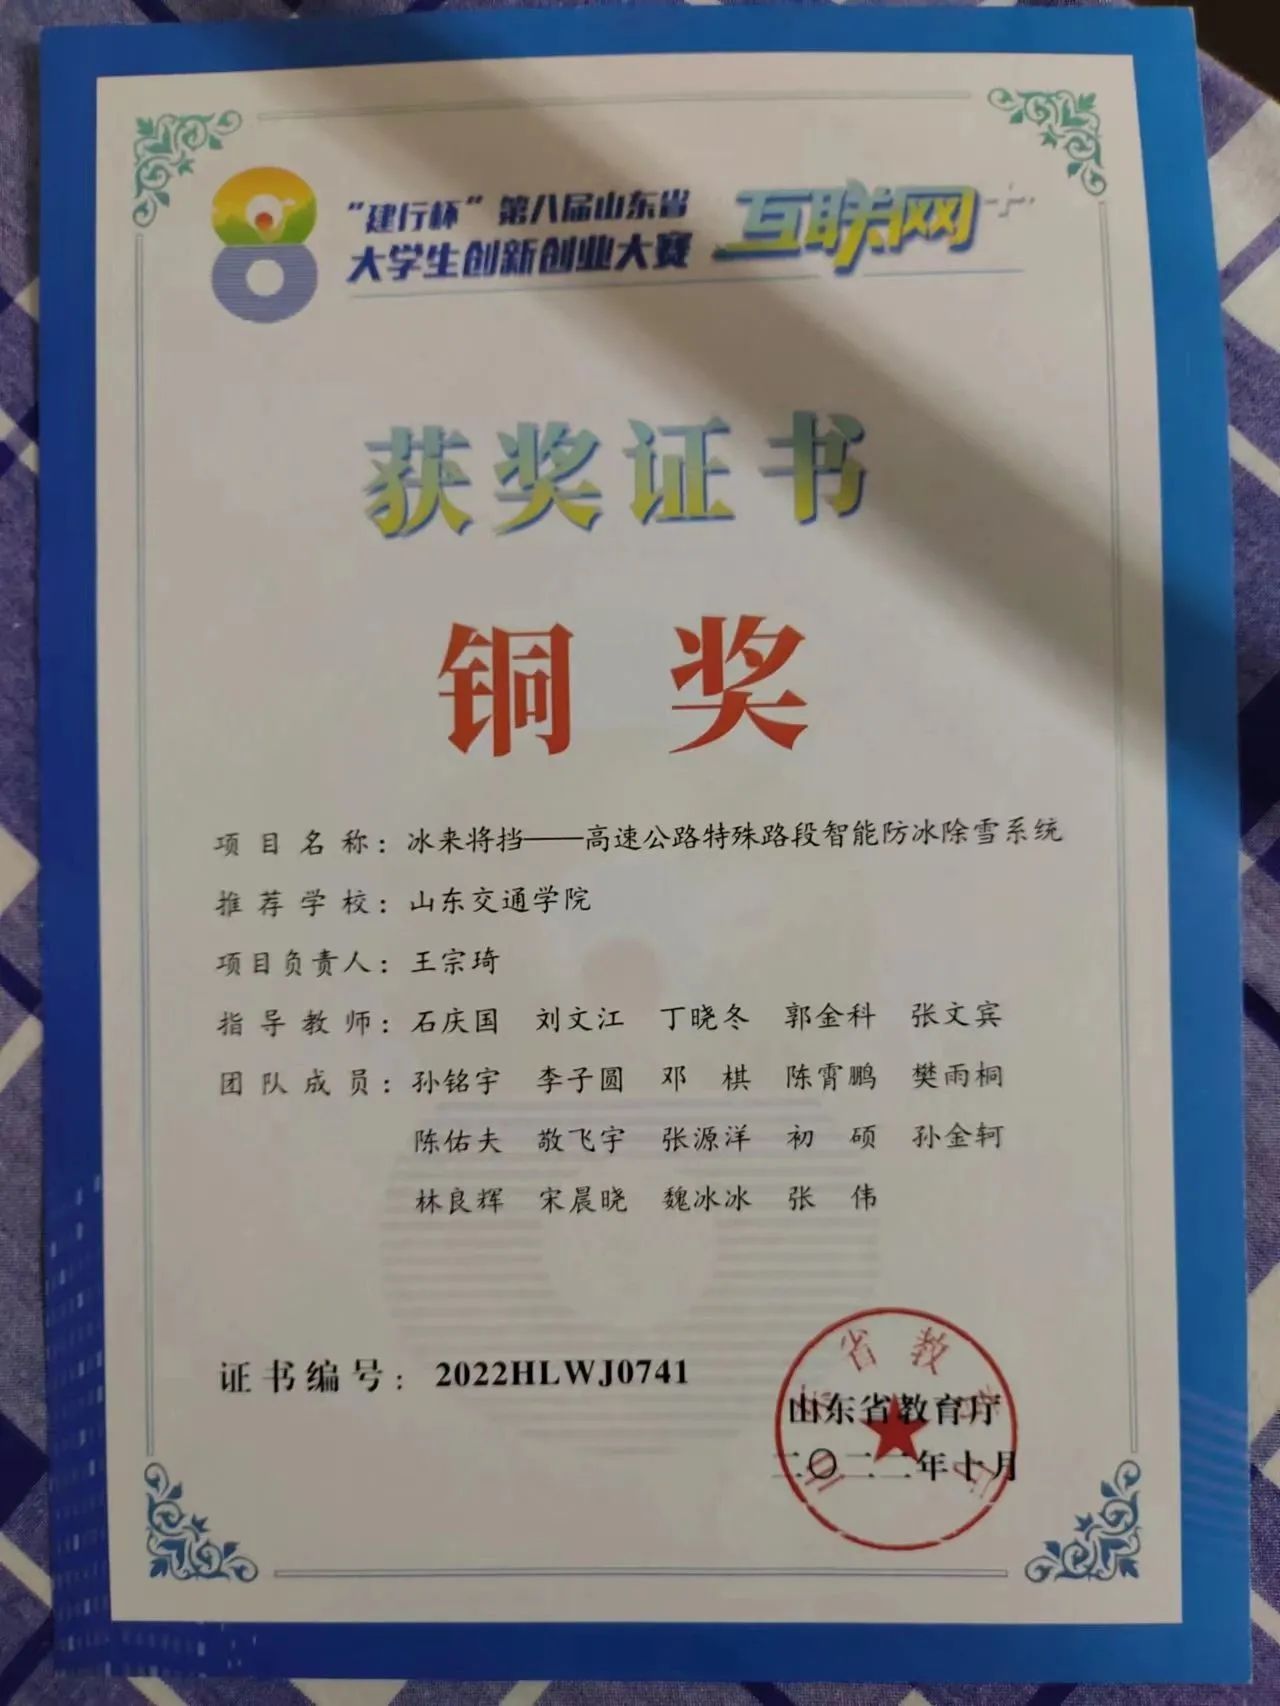 “建行杯”第八届山东省
大学生创新创业大赛
互联网+
获奖证书
铜奖
项目名称：冰来将挡——高速公路特殊路段智能防冰除雪系统
推荐学校：山东交通学院
项目负责人：王宗琦
指导教师：石庆国 刘文江 丁晓冬 郭金科 张文宾
团队成员：孙铭宇 李子圆 邓棋 陈霄鹏 樊雨桐
陈佑夫 敬飞宇 张源洋 初硕 孙金轲
林良辉 宋晨晓 魏冰冰 张伟
证书编号：2022HLWJ0741
山东省教育厅
二〇二二年十月